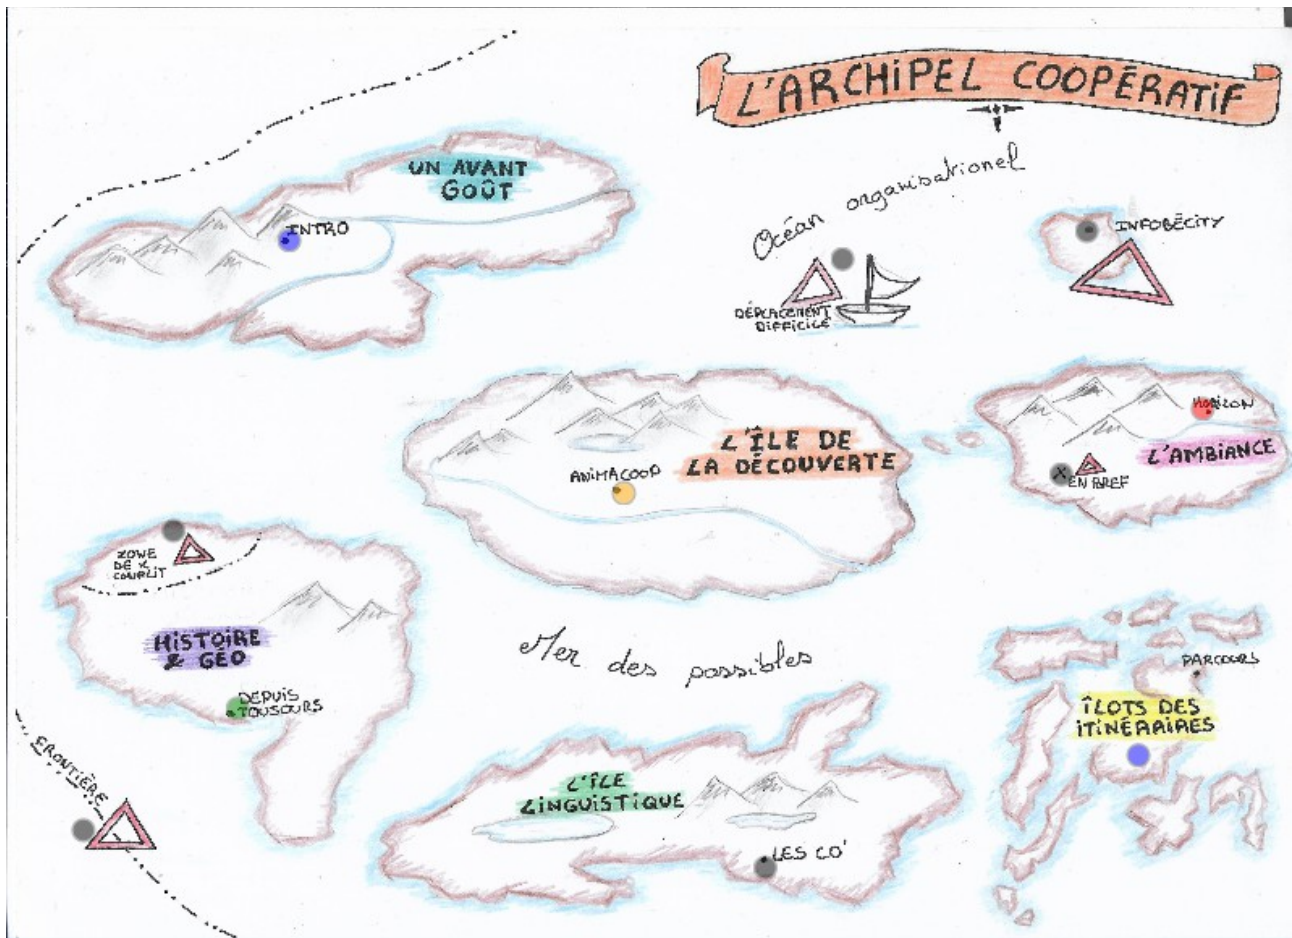 L'ARCHIPEL COOPÉRATIF
UN AVANT
GOÛT
INTRO
Océan organisationel
INFOBÉCITY
DÉPLACEMENT
DIFFICILE
L'ÎLE DE
LA DÉCOUVERTE
ANIMACOOP
HORIZON
L'AMBIANCE
EN BREF
ZONE
DE
CONFLIT
HISTOIRE
& GÉO
DEPUIS
TOUJOURS
Mer des possibles
PARCOURS
ÎLOTS DES
ITINÉRAIRES
FRONTIÈRE
L'ÎLE
LINGUISTIQUE
LES CO'